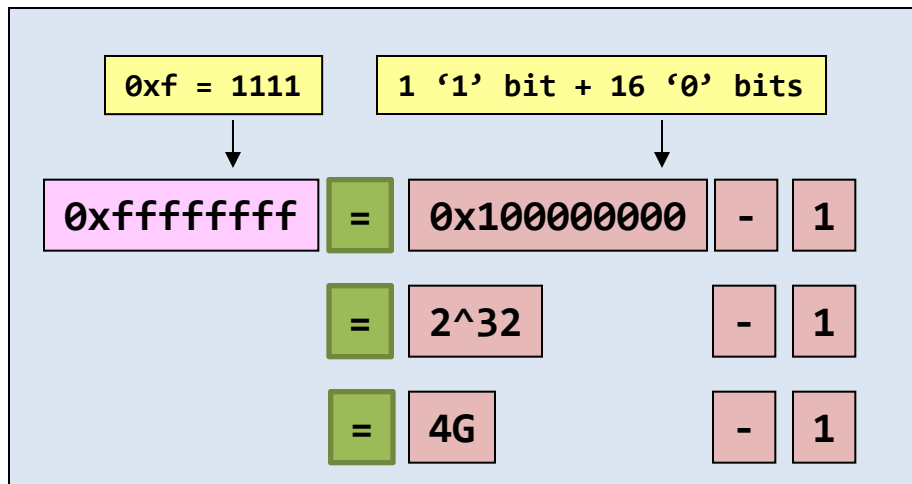 0xf = 1111
1 ‘1’ bit + 16 ‘0’ bits
0xffffffff = 0x100000000 - 1
= 2^32 - 1
= 4G - 1